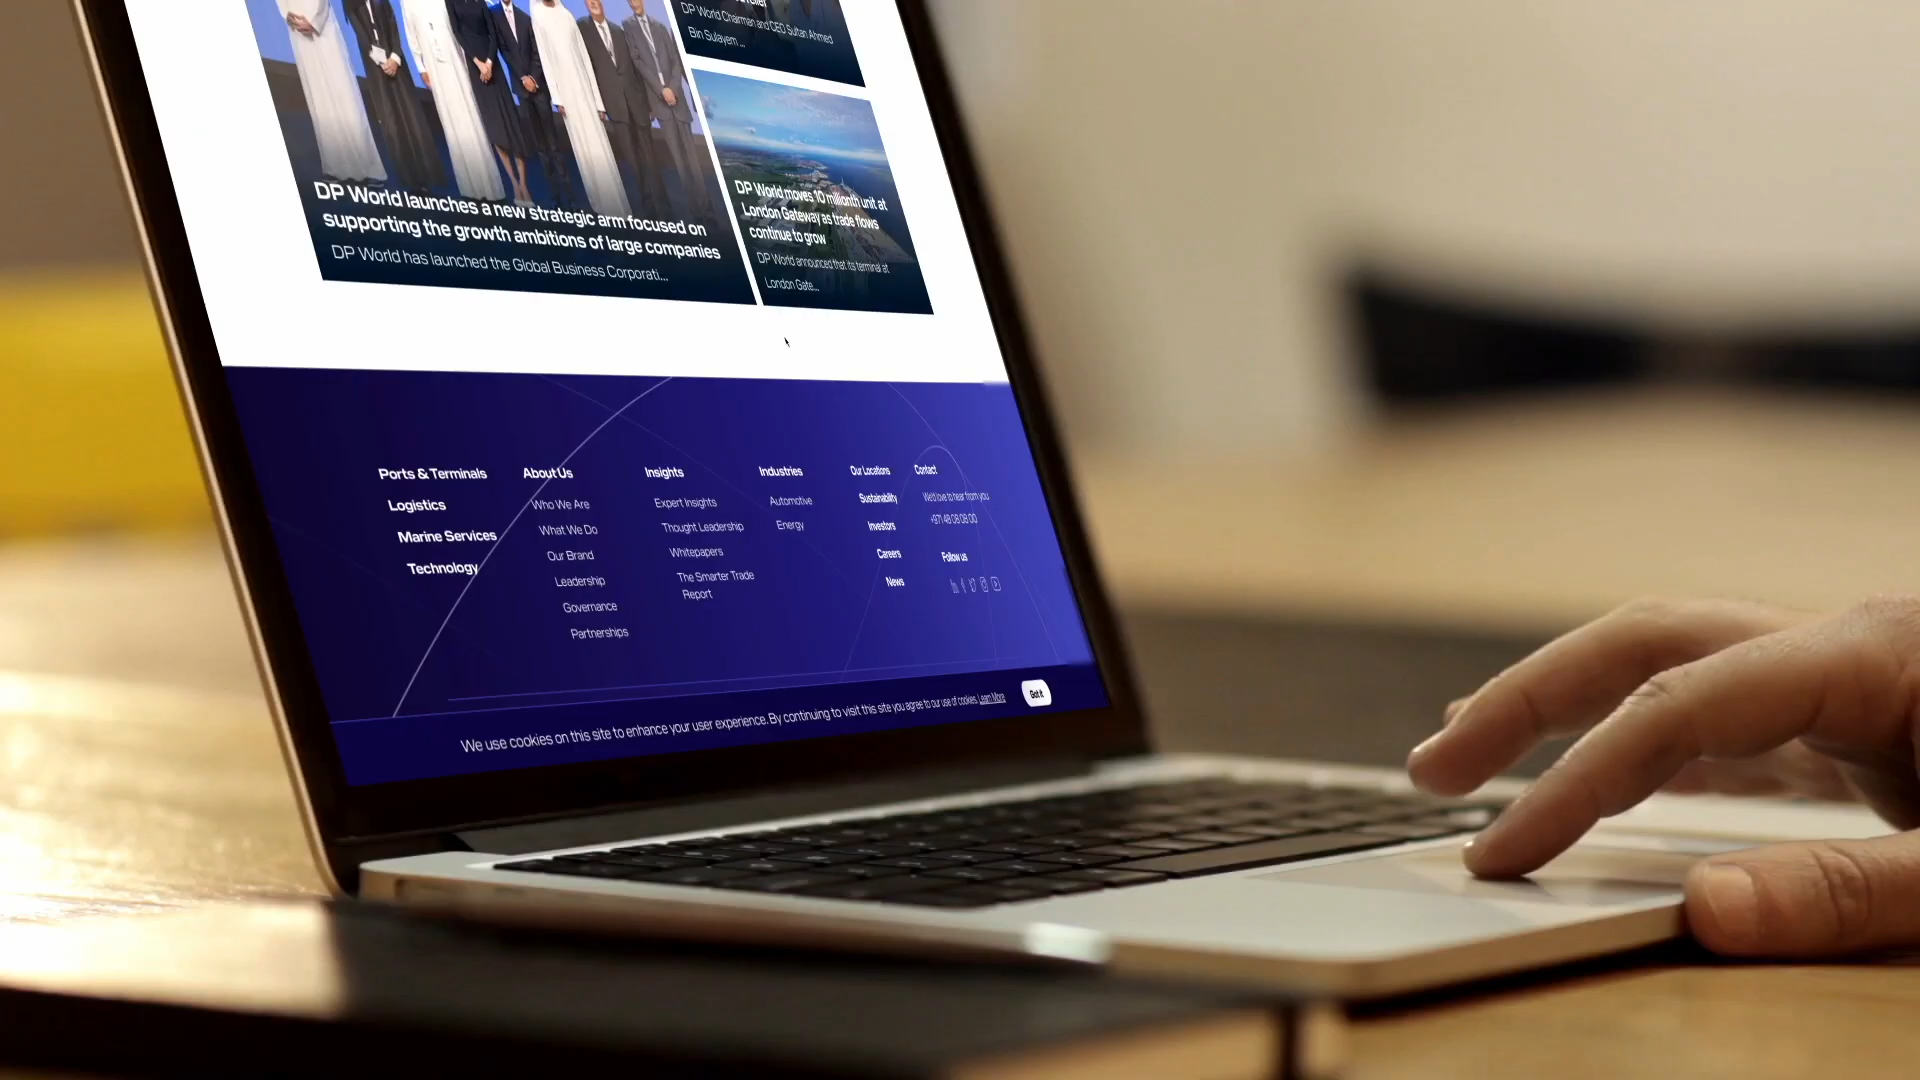 DP World Chairman and CEO Sultan Ahmed
Bin Sulayem ...
DP World launches a new strategic arm focused on
supporting the growth ambitions of large companies
DP World has launched the Global Business Corporati...
DP World moves 10 millionth unit at
London Gateway as trade flows
continue to grow
DP World announced that its terminal at
London Gate...
Ports & Terminals
Logistics
Marine Services
Technology
About Us
Who We Are
What We Do
Our Brand
Leadership
Governance
Partnerships
Insights
Expert Insights
Thought Leadership
Whitepapers
The Smarter Trade
Report
Industries
Automotive
Energy
Our Locations
Sustainability
Investors
Careers
News
Contact
We'd love to hear from you
Follow us
We use cookies on this site to enhance your user experience. By continuing to visit this site you agree to our use of cookies. Learn More
Got it